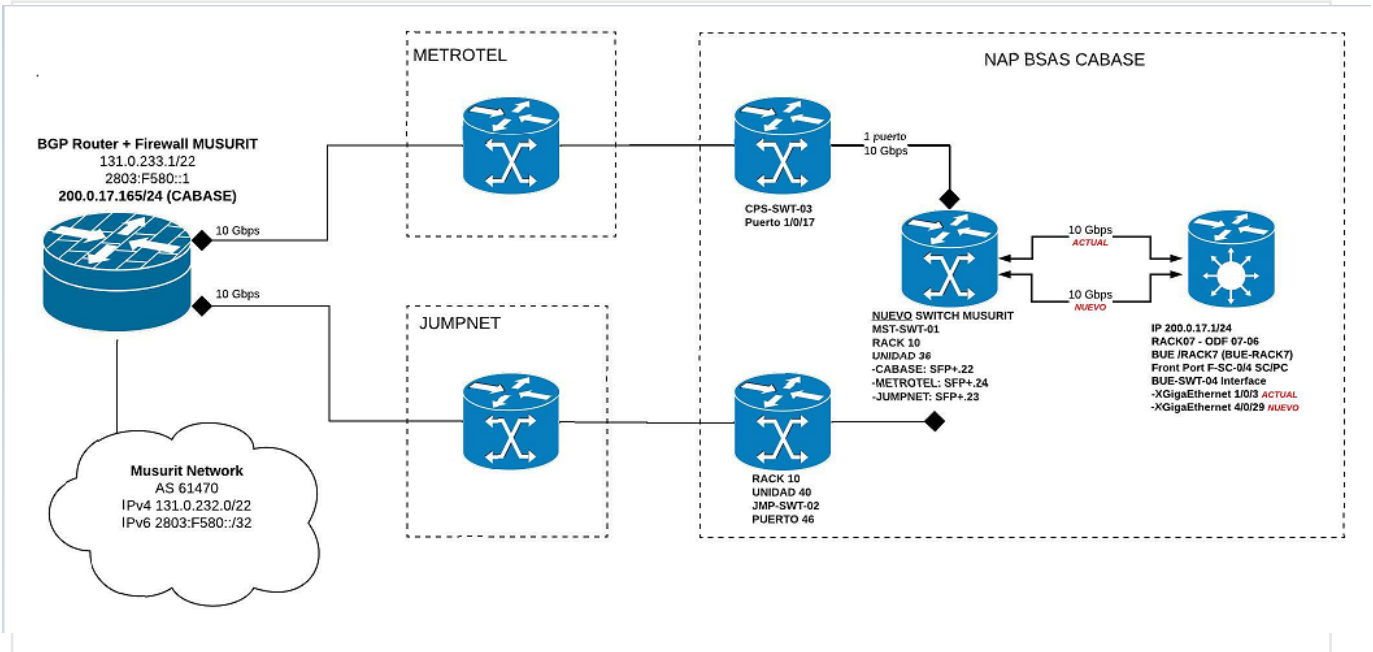 METROTEL
NAP BSAS CABASE
BGP Router + Firewall MUSURIT
131.0.233.1/22
2803:F580::1
200.0.17.165/24 (CABASE)
10 Gbps
1 puerto
10 Gbps
CPS-SWT-03
Puerto 1/0/17
10 Gbps
ACTUAL
10 Gbps
NUEVO
10 Gbps
JUMPNET
NUEVO SWITCH MUSURIT
MST-SWT-01
RACK 10
UNIDAD 36
-CABASE: SFP+.22
-METROTEL: SFP+.24
-JUMPNET: SFP+.23
IP 200.0.17.1/24
RACK07 - ODF 07-06
BUE /RACK7 (BUE-RACK7)
Front Port F-SC-0/4 SC/PC
BUE-SWT-04 Interface
-XGigaEthernet 1/0/3 ACTUAL
-XGigaEthernet 4/0/29 NUEVO
Musurit Network
AS 61470
IPv4 131.0.232.0/22
IPv6 2803:F580::/32
RACK 10
UNIDAD 40
JMP-SWT-02
PUERTO 46